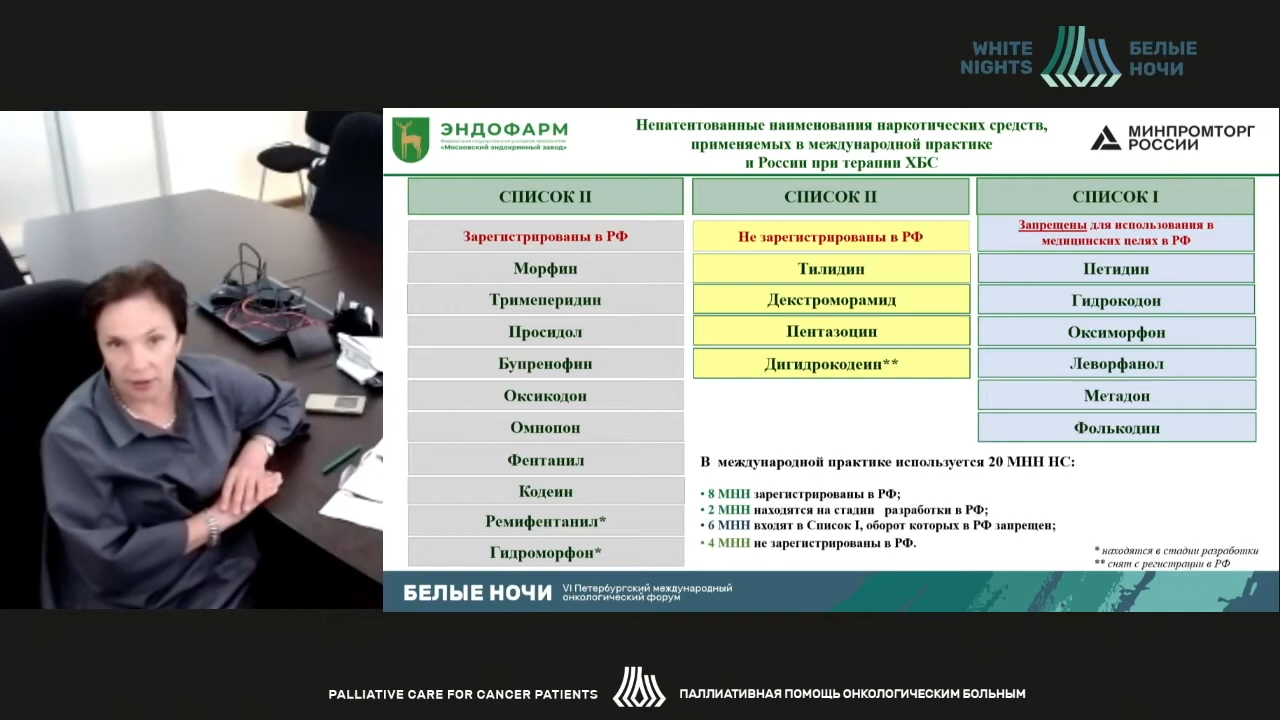 WHITE
NIGHTS
БЕЛЫЕ
НОЧИ
ЭНДОФАРМ
«Московский эндокринный завод»
Непатентованные наименования наркотических средств,
применяемых в международной практике
и России при терапии ХБС
МИНПРОМТОРГ
РОССИИ
СПИСОК II
Зарегистрированы в РФ
Морфин
Тримеперидин
Просидол
Бупренофин
Оксикодон
Омнопон
Фентанил
Кодеин
Ремифентанил*
Гидроморфон*
СПИСОК II
Не зарегистрированы в РФ
Тилидин
Декстроморамид
Пентазоцин
Дигидрокодеин**
СПИСОК I
Запрещены для использования в
медицинских целях в РФ
Петидин
Гидрокодон
Оксиморфон
Леворфанол
Метадон
Фолькодин
В международной практике используется 20 МНН НС:
• 8 МНН зарегистрированы в РФ;
• 2 МНН находятся на стадии разработки в РФ;
• 6 МНН входят в Список I, оборот которых в РФ запрещен;
• 4 МНН не зарегистрированы в РФ.
* находятся в стадии разработки
** снят с регистрации в РФ
БЕЛЫЕ НОЧИ
VI Петербургский международный
онкологический форум
PALLIATIVE CARE FOR CANCER PATIENTS
ПАЛЛИАТИВНАЯ ПОМОЩЬ ОНКОЛОГИЧЕСКИМ БОЛЬНЫМ